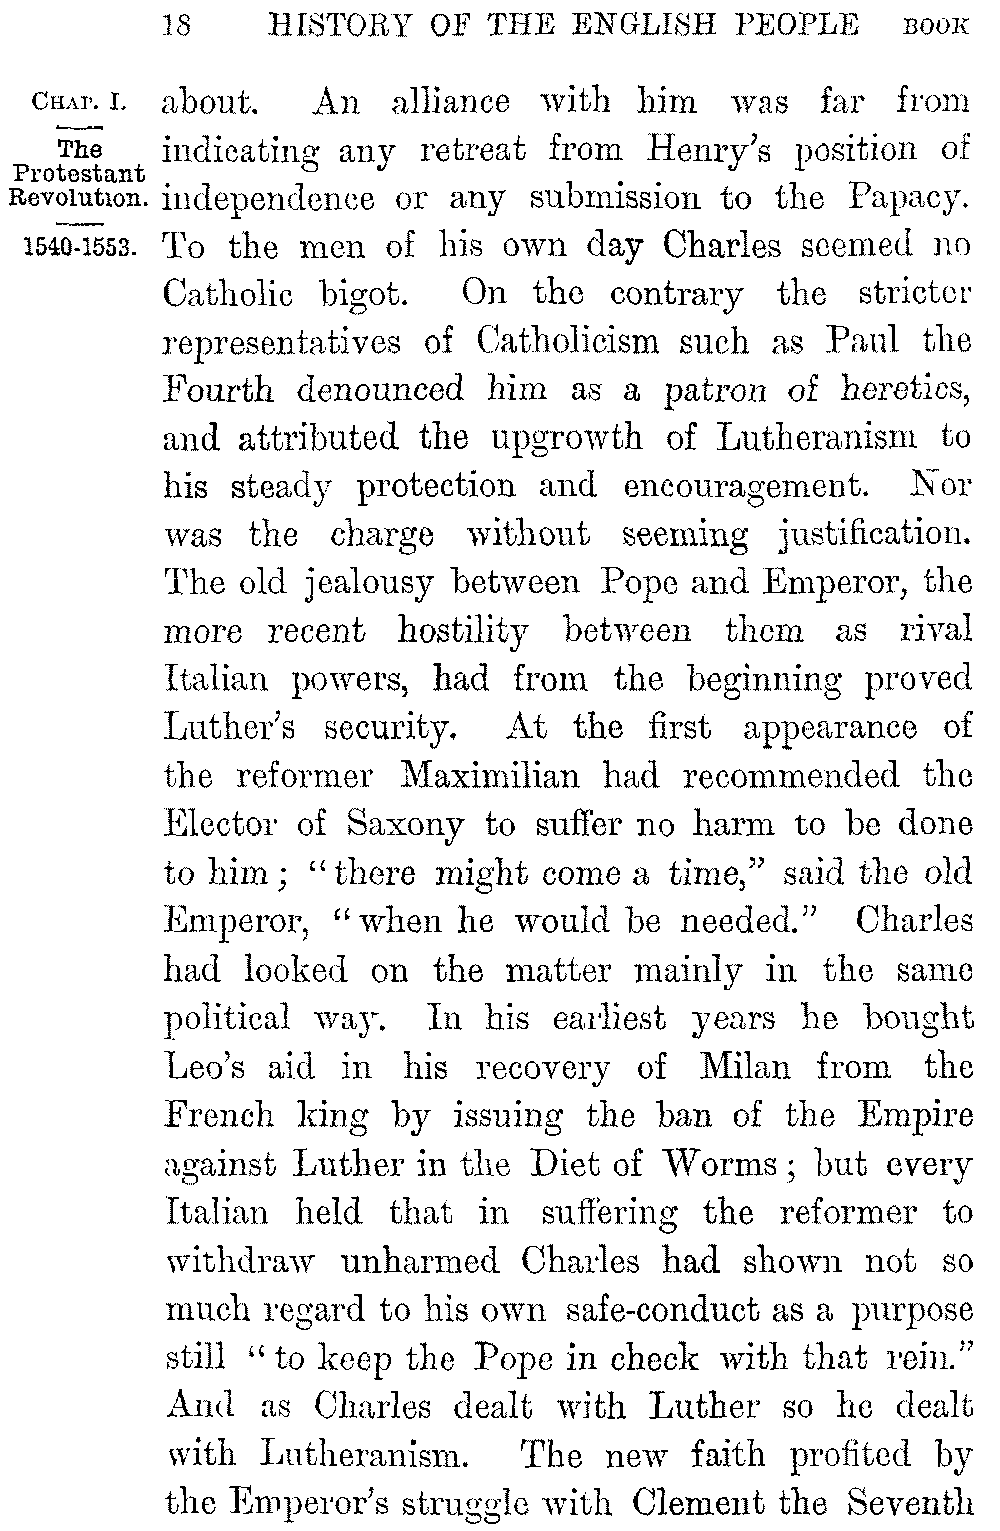 18 HISTORY OF THE ENGLISH PEOPLE BOOK
CHAP. I.
The
Protestant
Revolution.
1540-1553.
about. An alliance with him was far from
indicating any retreat from Henry's position of
independence or any submission to the Papacy.
To the men of his own day Charles seemed no
Catholic bigot. On the contrary the stricter
representatives of Catholicism such as Paul the
Fourth denounced him as a patron of heretics,
and attributed the upgrowth of Lutheranism to
his steady protection and encouragement. Nor
was the charge without seeming justification.
The old jealousy between Pope and Emperor, the
more recent hostility between them as rival
Italian powers, had from the beginning proved
Luther's security. At the first appearance of
the reformer Maximilian had recommended the
Elector of Saxony to suffer no harm to be done
to him; "there might come a time," said the old
Emperor, "when he would be needed." Charles
had looked on the matter mainly in the same
political way. In his earliest years he bought
Leo's aid in his recovery of Milan from the
French king by issuing the ban of the Empire
against Luther in the Diet of Worms; but every
Italian held that in suffering the reformer to
withdraw unharmed Charles had shown not so
much regard to his own safe-conduct as a purpose
still "to keep the Pope in check with that rein."
And as Charles dealt with Luther so he dealt
with Lutheranism. The new faith profited by
the Emperor's struggle with Clement the Seventh